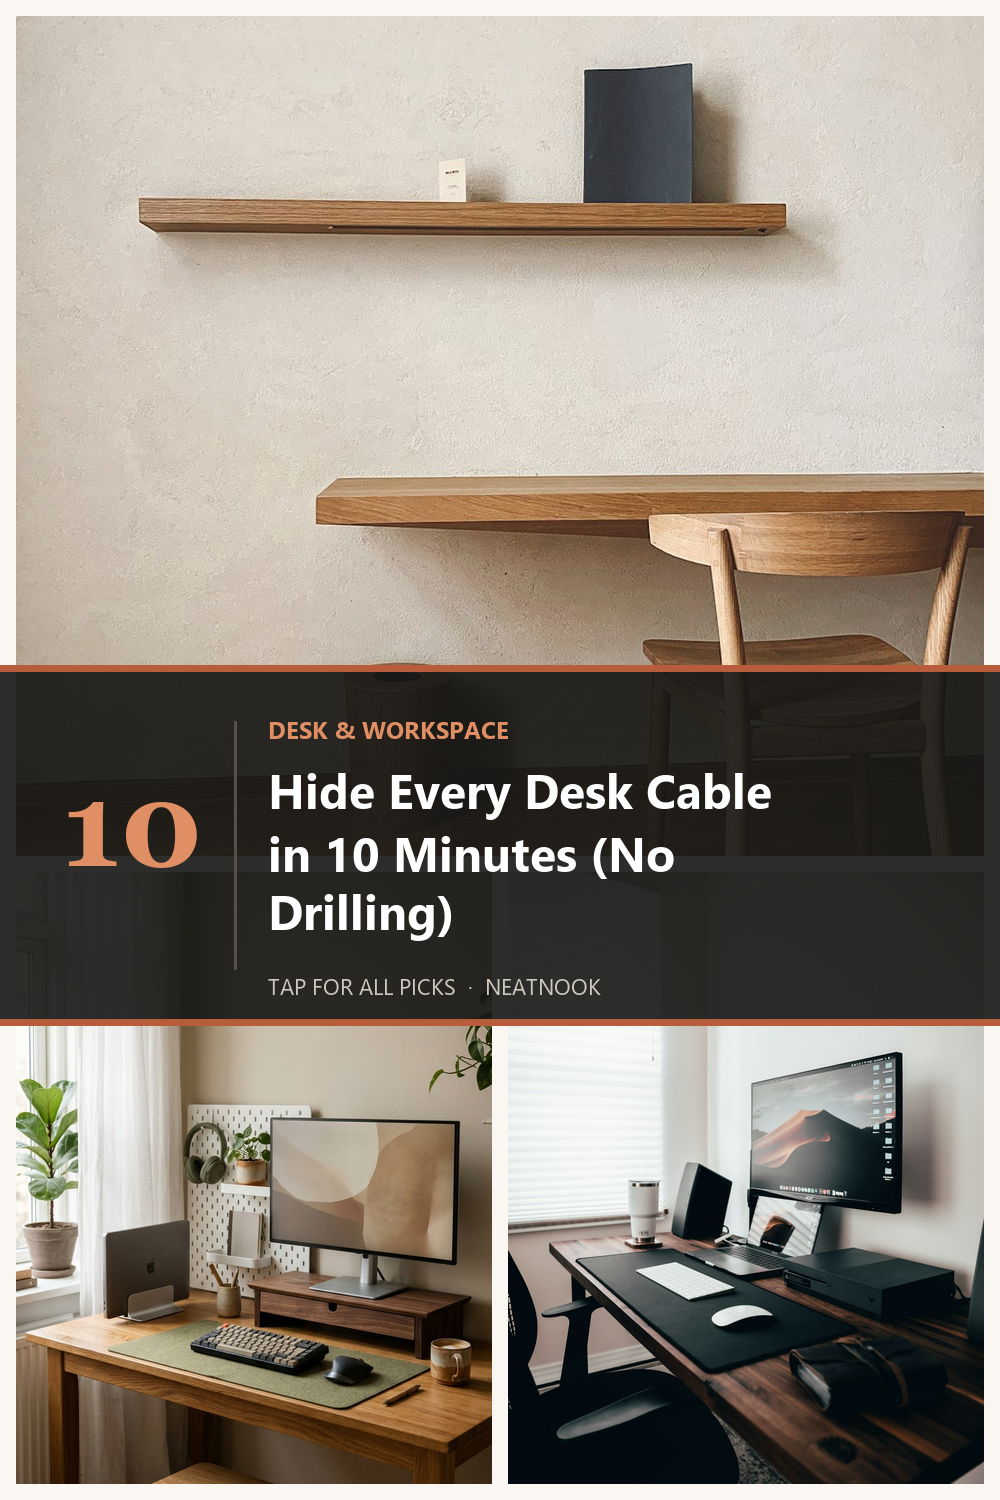 DESK & WORKSPACE
10
Hide Every Desk Cable
in 10 Minutes (No
Drilling)
TAP FOR ALL PICKS · NEATNOOK